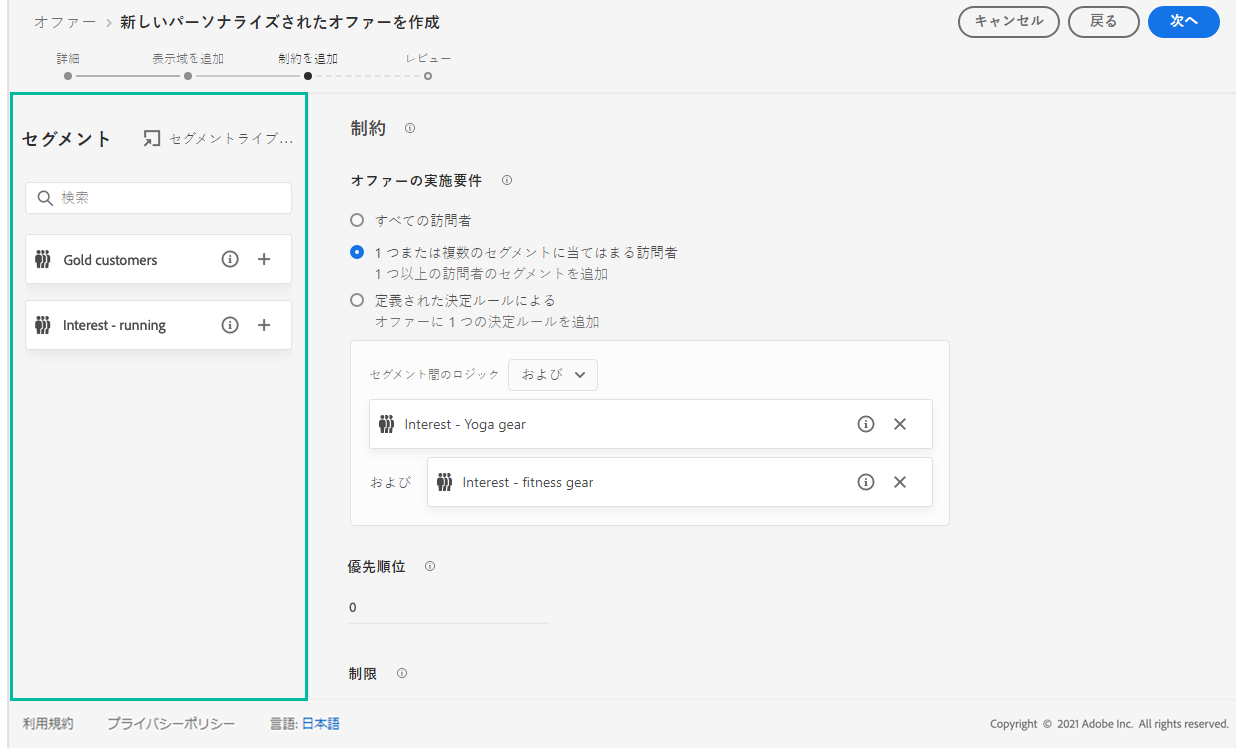 オファー > 新しいパーソナライズされたオファーを作成
キャンセル
戻る
次へ
詳細
表示域を追加
制約を追加
レビュー
セグメント
セグメントライブ...
検索
Gold customers
Interest - running
制約
オファーの実施要件
すべての訪問者
1 つまたは複数のセグメントに当てはまる訪問者
1 つ以上の訪問者のセグメントを追加
定義された決定ルールによる
オファーに 1 つの決定ルールを追加
セグメント間のロジック
および
Interest - Yoga gear
および
Interest - fitness gear
優先順位
0
制限
利用規約
プライバシーポリシー
言語: 日本語
Copyright © 2021 Adobe Inc. All rights reserved.